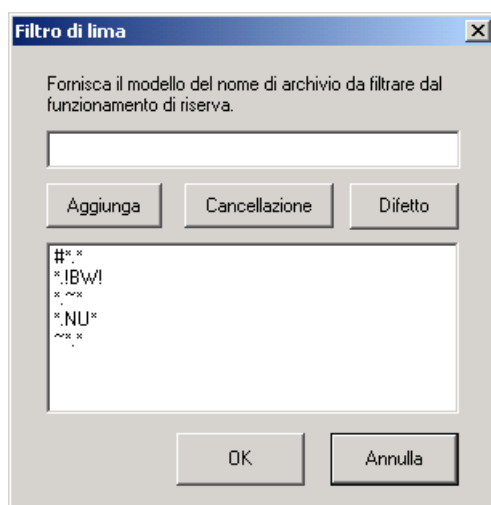 Filtro di lima
Fornisca il modello del nome di archivio da filtrare dal
funzionamento di riserva.
Aggiunga
Cancellazione
Difetto
#*.*
*.!BW!
*.~*
*.NU*
~*.*
OK
Annulla